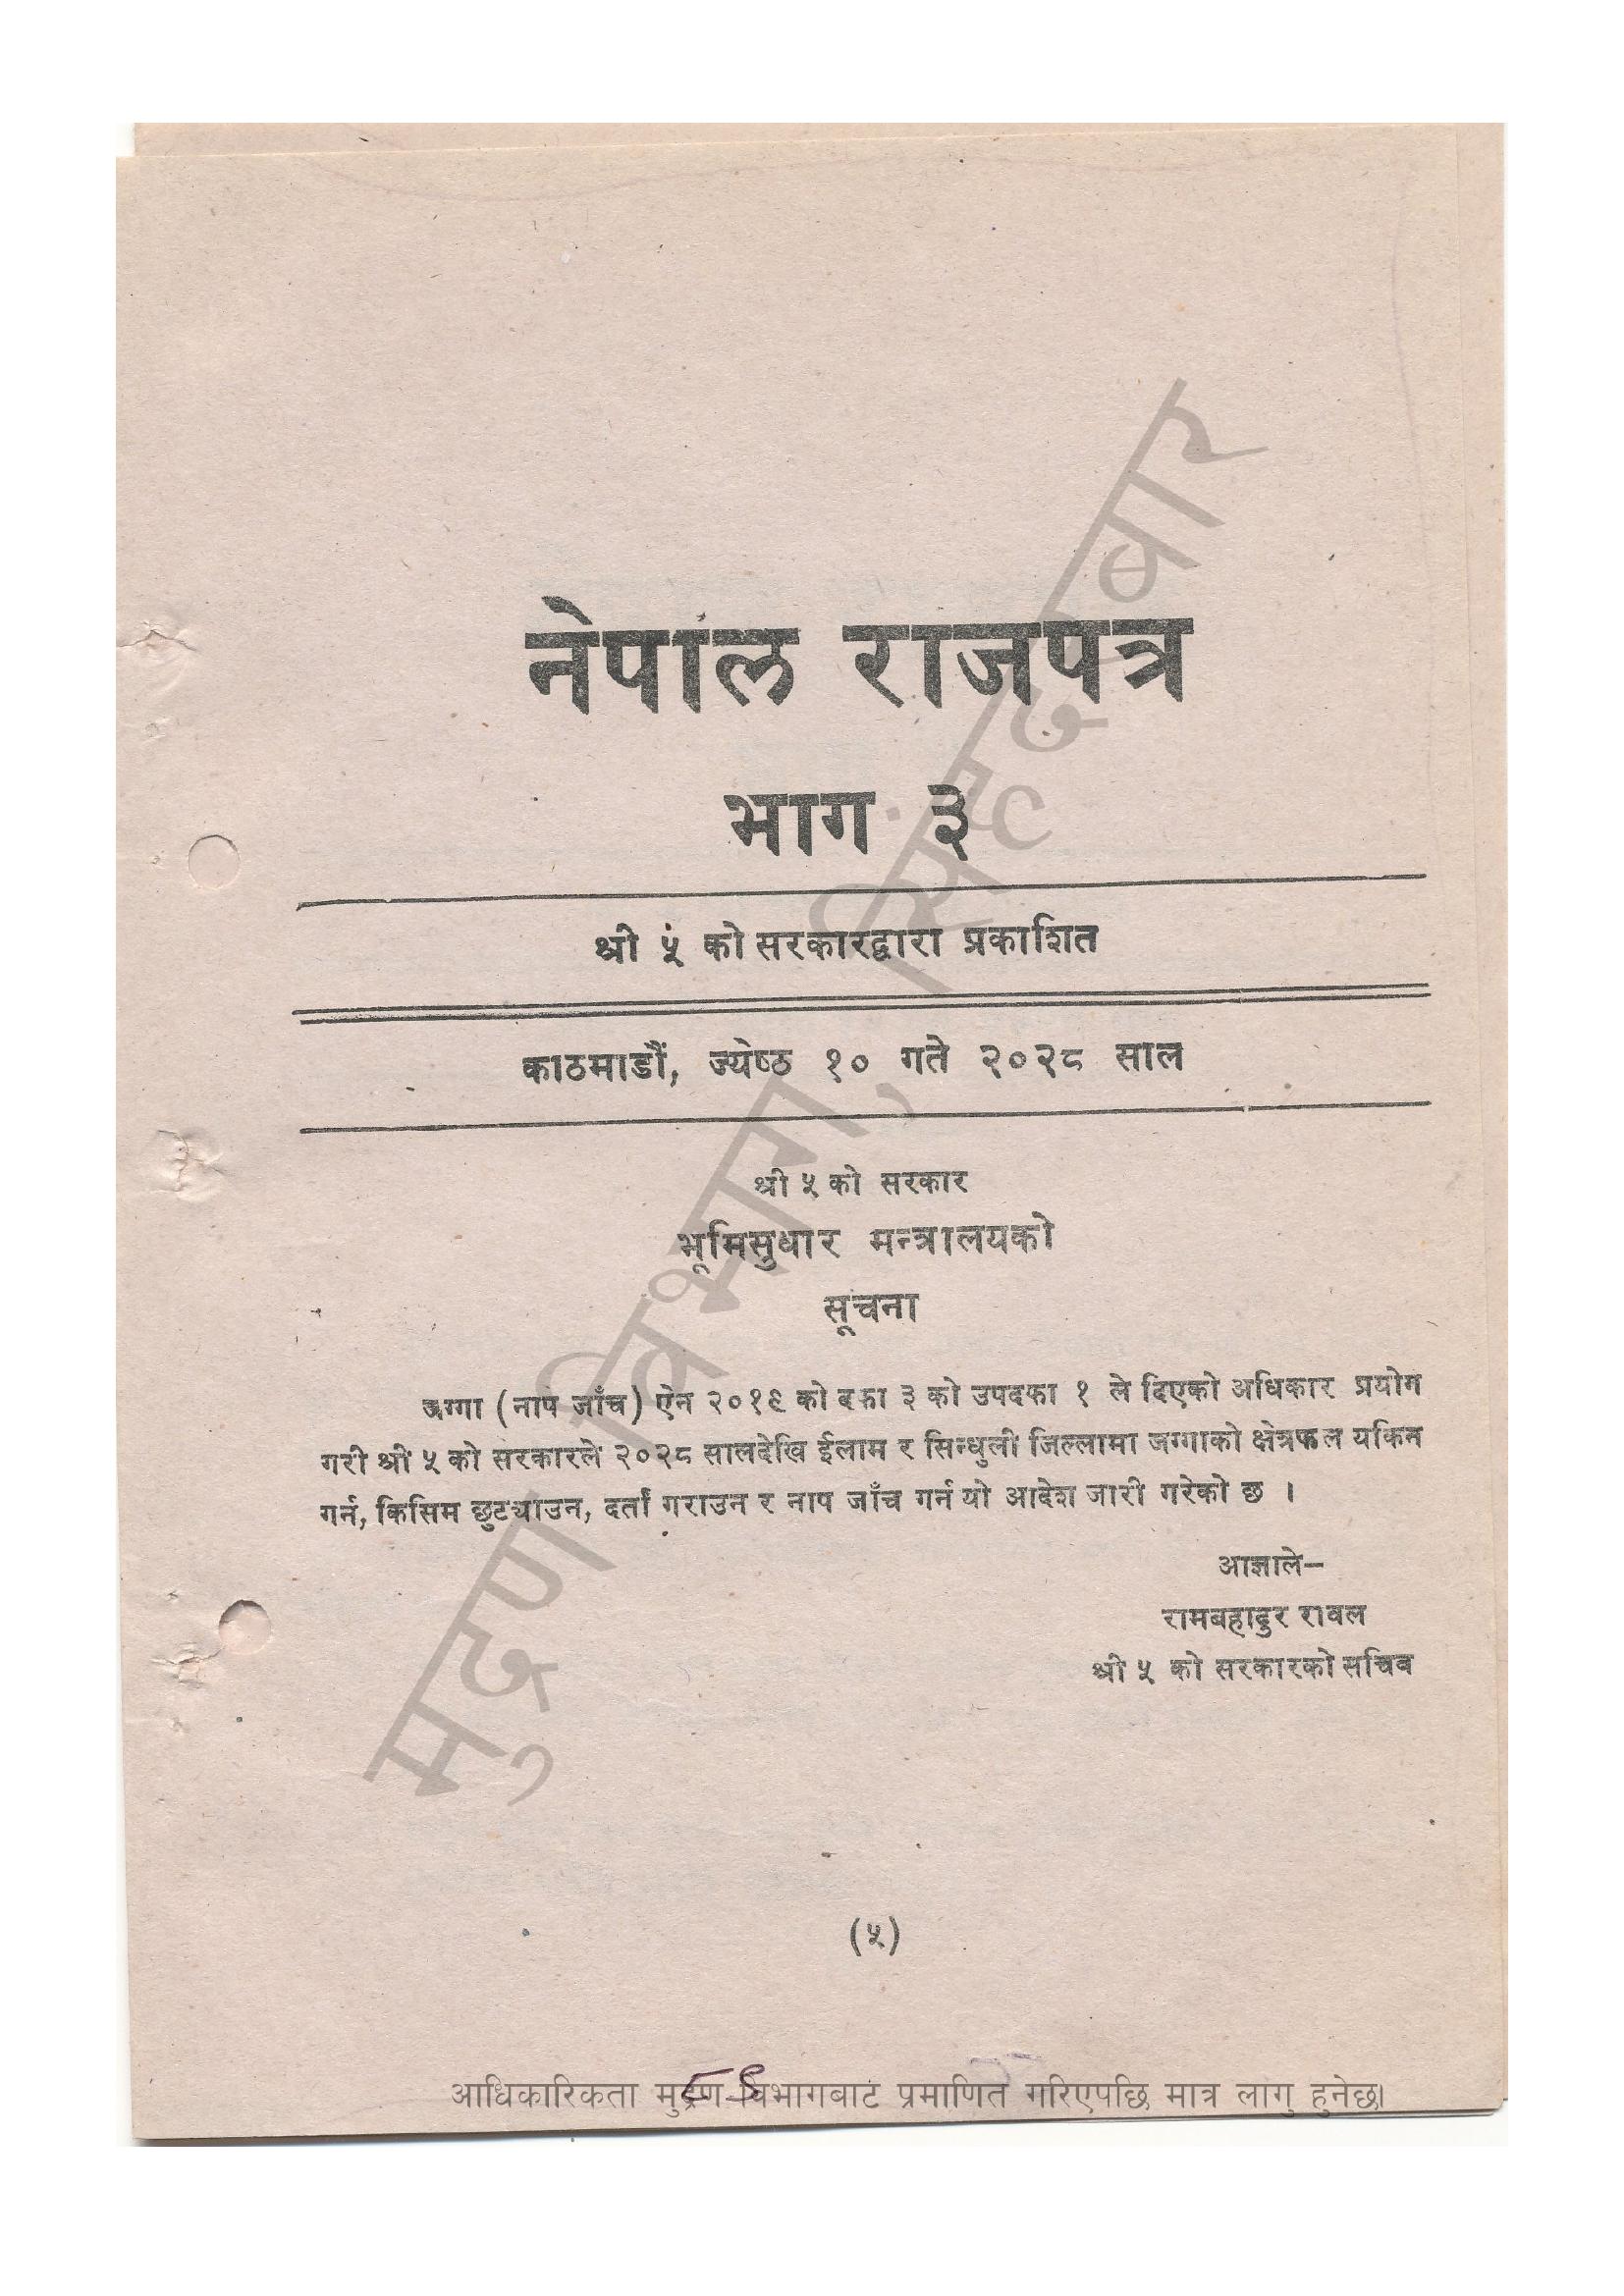 नेपाल राजपत्र
भाग ३
श्री ५ को सरकारद्वारा प्रकाशित
काठमाडौं, ज्येष्ठ १० गते २०२८ साल
श्री ५ को सरकार
भूमिसुधार मन्त्रालयको
सूचना
जग्गा (नाप जाँच) ऐन २०१९ को दफा ३ को उपदफा १ ले दिएको अधिकार प्रयोग
गरी श्री ५ को सरकारले २०२८ सालदेखि ईलाम र सिन्धुली जिल्लामा जग्गाको क्षेत्रफल यकिन
गर्न, किसिम छुट्याउन, दर्ता गराउन र नाप जाँच गर्न यो आदेश जारी गरेको छ ।
आज्ञाले–
रामबहादुर रावल
श्री ५ को सरकारको सचिव
मुद्रण विभाग, सिंहदरबार
(५)
८९
आधिकारिकता मुद्रण विभागबाट प्रमाणित गरिएपछि मात्र लागु हुनेछ।